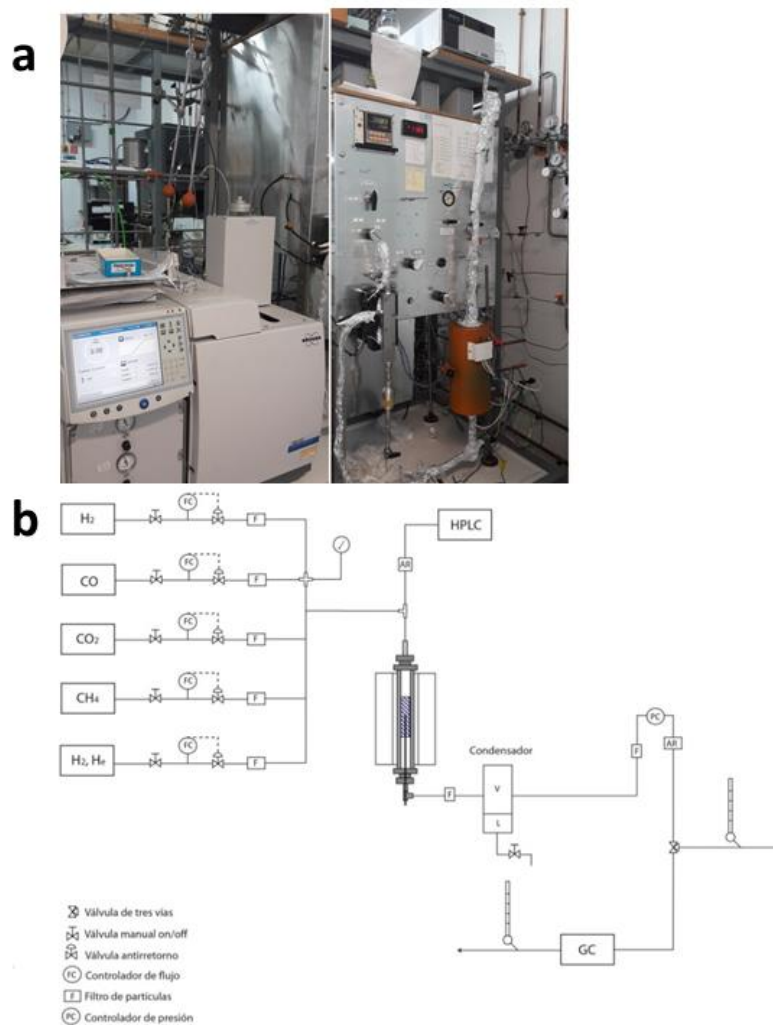 a
b
H₂
FC
F
HPLC
CO
FC
F
AR
CO₂
FC
F
CH₄
FC
F
H₂, Hₑ
FC
F
Condensador
PC
F
AR
F
V
L
GC
Válvula de tres vías
Válvula manual on/off
Válvula antirretorno
FC Controlador de flujo
F Filtro de partículas
PC Controlador de presión